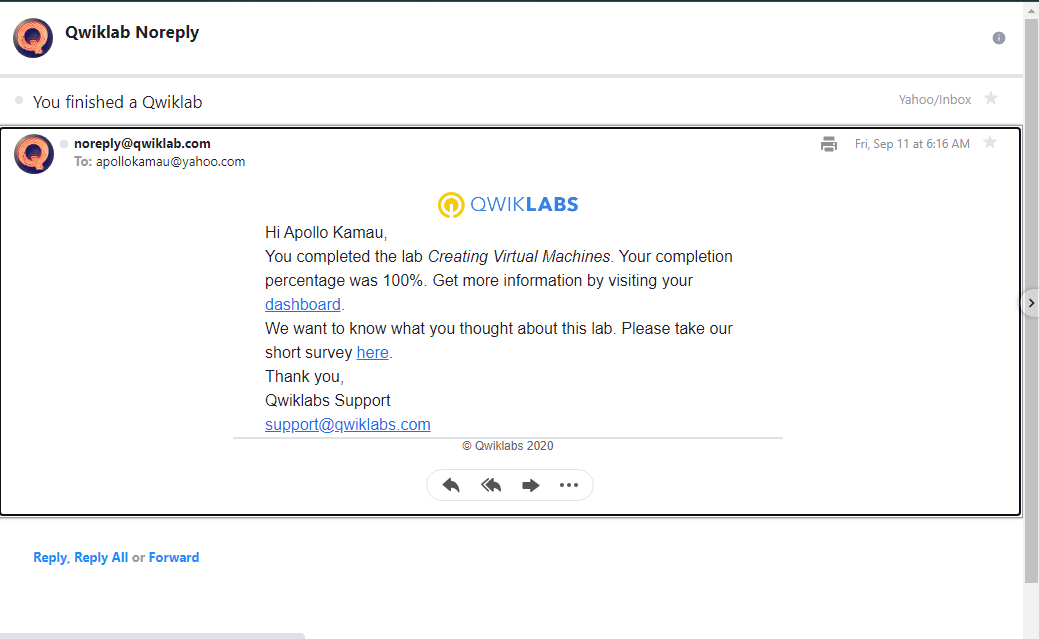 Qwiklab Noreply
You finished a Qwiklab
Yahoo/Inbox
noreply@qwiklab.com
Fri, Sep 11 at 6:16 AM
To: apollokamau@yahoo.com
QWIKLABS
Hi Apollo Kamau,
You completed the lab Creating Virtual Machines. Your completion
percentage was 100%. Get more information by visiting your
dashboard.
We want to know what you thought about this lab. Please take our
short survey here.
Thank you,
Qwiklabs Support
support@qwiklabs.com
© Qwiklabs 2020
Reply, Reply All or Forward